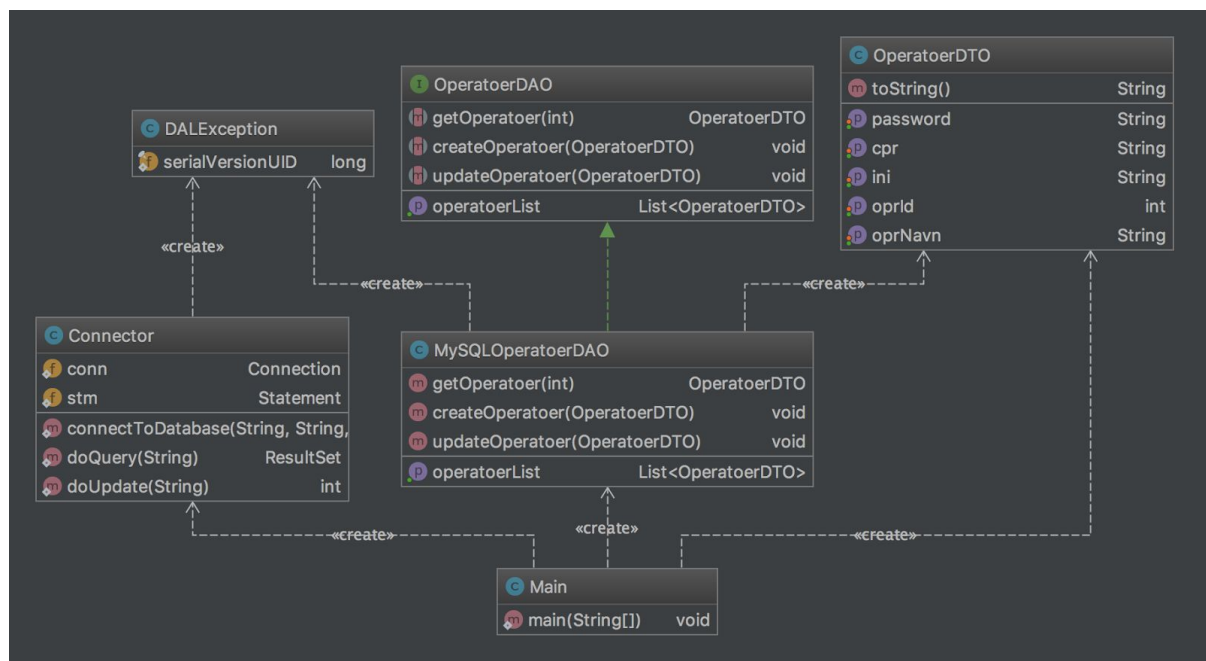 OperatoerDTO
toString() String
password String
cpr String
ini String
oprId int
oprNavn String
OperatoerDAO
getOperatoer(int) OperatoerDTO
createOperatoer(OperatoerDTO) void
updateOperatoer(OperatoerDTO) void
operatoerList List<OperatoerDTO>
DALException
serialVersionUID long
«create»
«create»
«create»
Connector
conn Connection
stm Statement
connectToDatabase(String, String,
doQuery(String) ResultSet
doUpdate(String) int
MySQLOperatoerDAO
getOperatoer(int) OperatoerDTO
createOperatoer(OperatoerDTO) void
updateOperatoer(OperatoerDTO) void
operatoerList List<OperatoerDTO>
«create»
«create»
«create»
Main
main(String[]) void